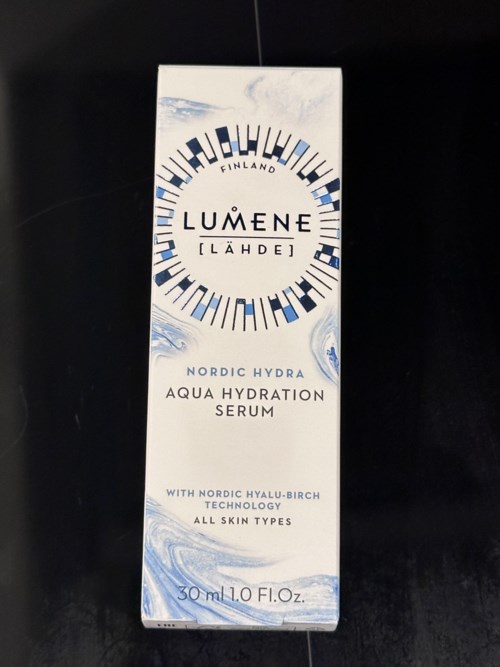 FINLAND
LUMENE
[LÄHDE]
NORDIC HYDRA
AQUA HYDRATION
SERUM
WITH NORDIC HYALU-BIRCH
TECHNOLOGY
ALL SKIN TYPES
30 ml 1.0 Fl.Oz.